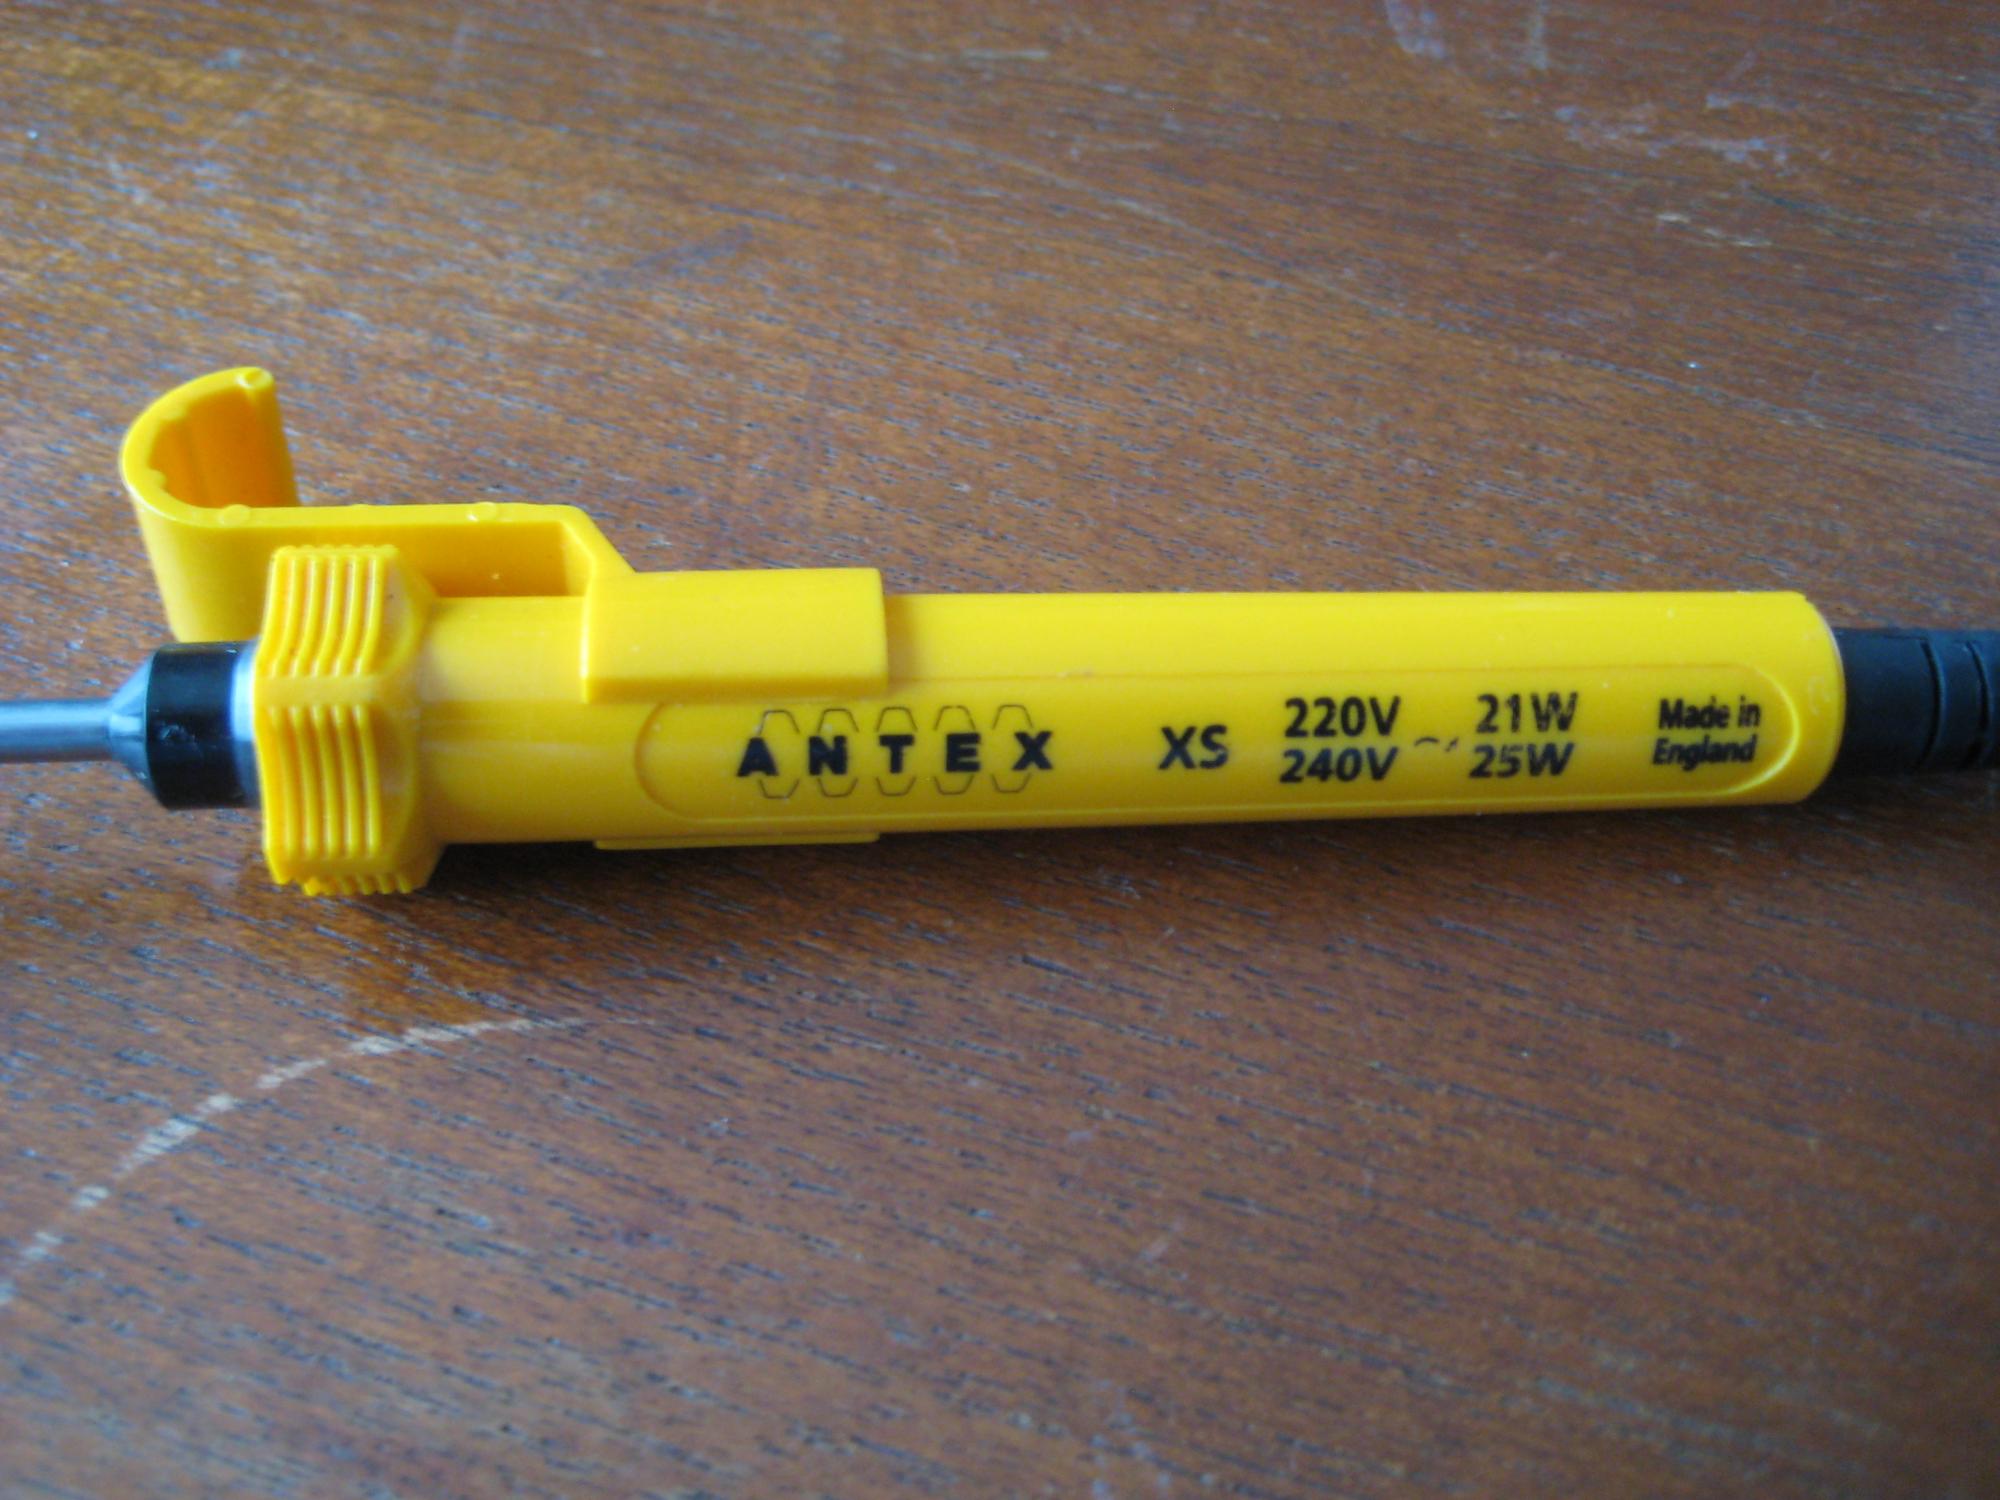 ANTEX XS 220V ~ 21W Made in
240V 25W England